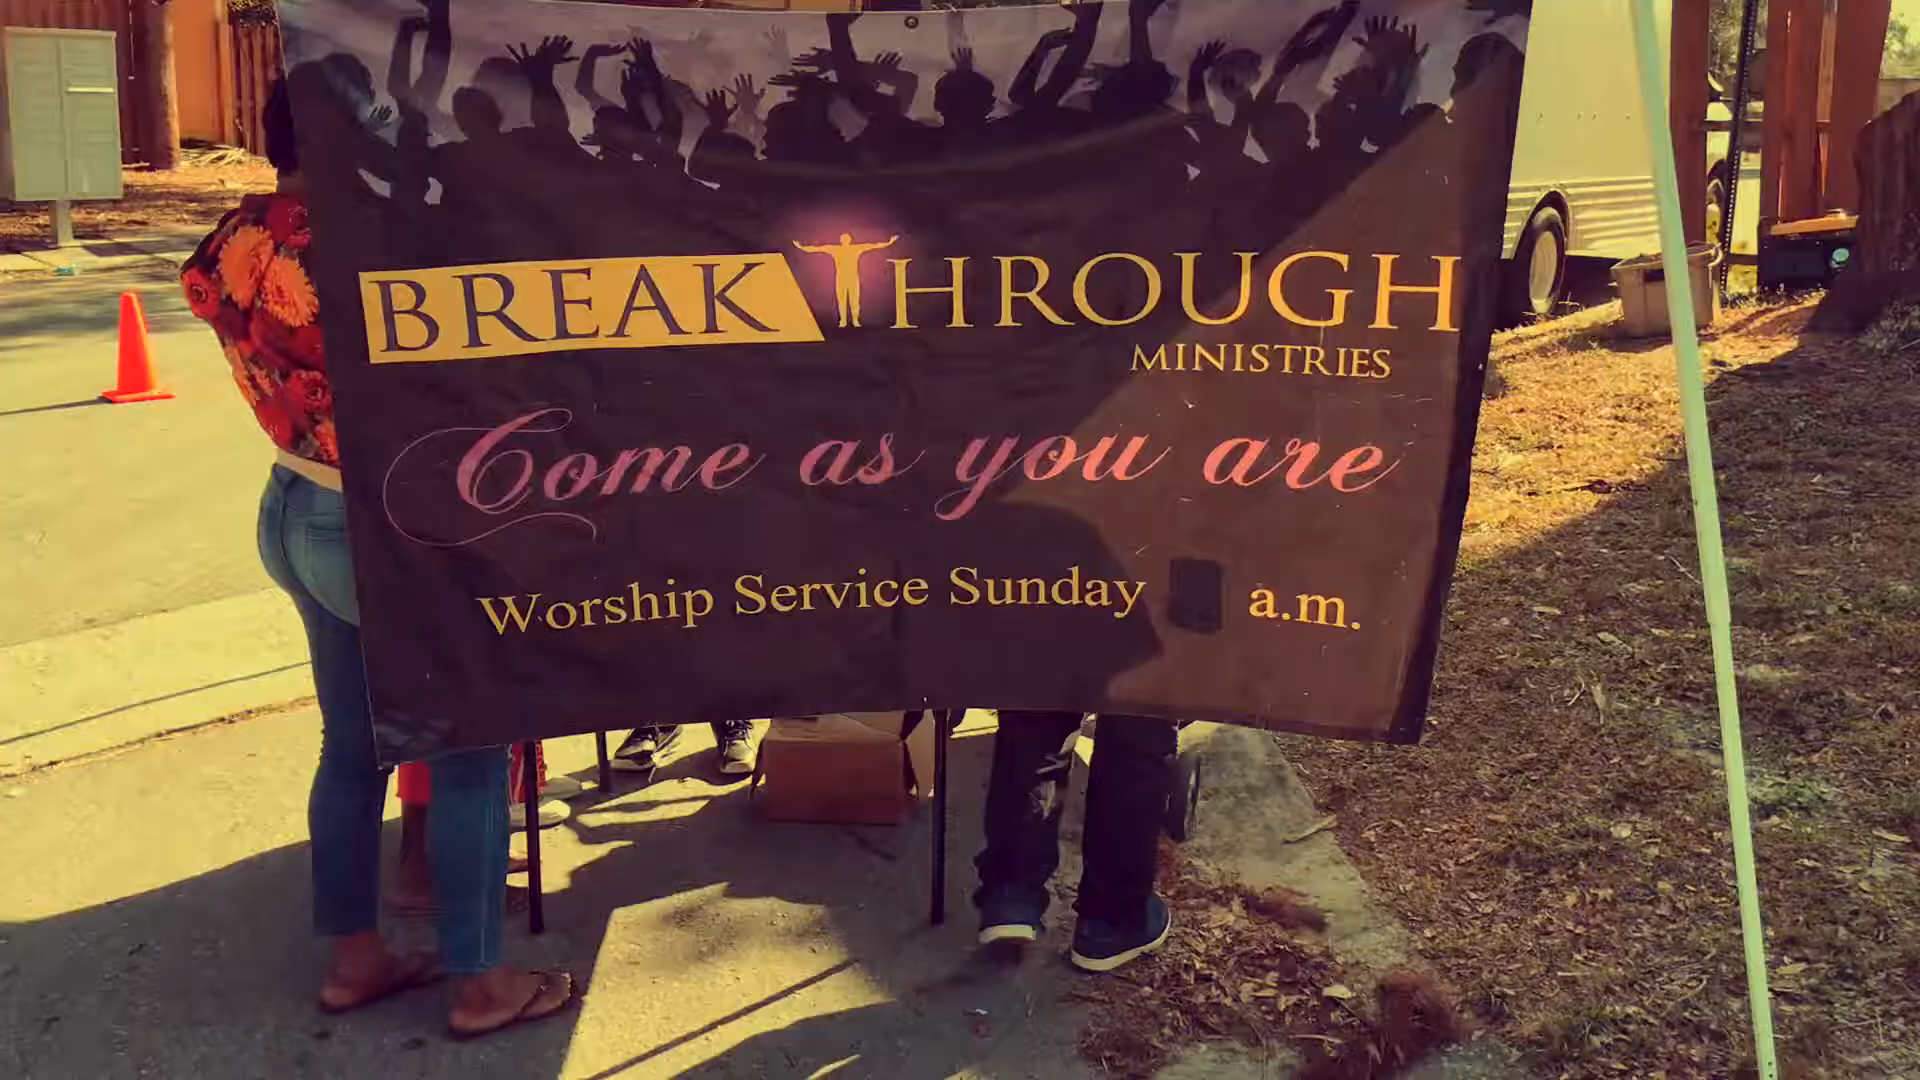 BREAKTHROUGH
MINISTRIES
Come as you are
Worship Service Sunday a.m.